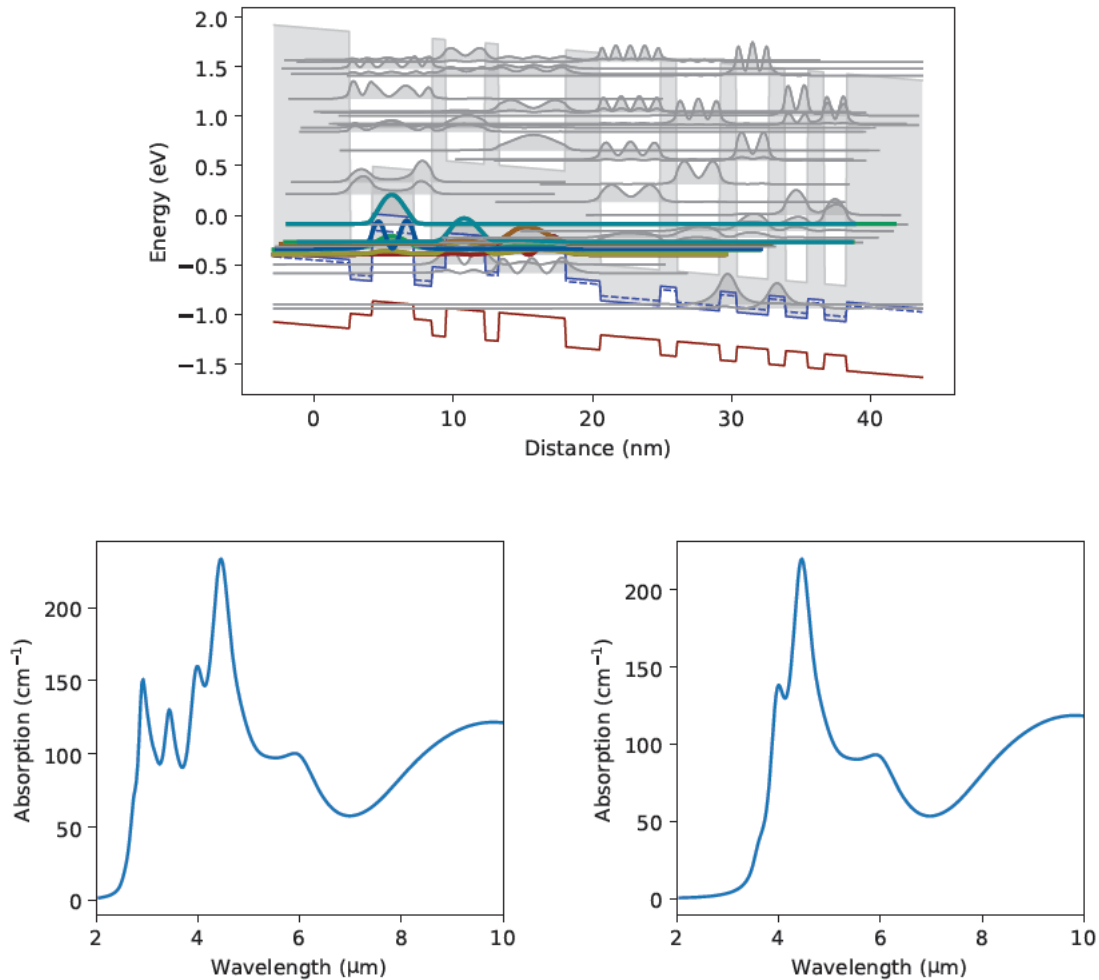 2.0
1.5
1.0
0.5
0.0
−0.5
−1.0
−1.5
Energy (eV)
0 10 20 30 40
Distance (nm)
200
150
100
50
0
Absorption (cm⁻¹)
2 4 6 8 10
Wavelength (μm)
200
150
100
50
0
Absorption (cm⁻¹)
2 4 6 8 10
Wavelength (μm)